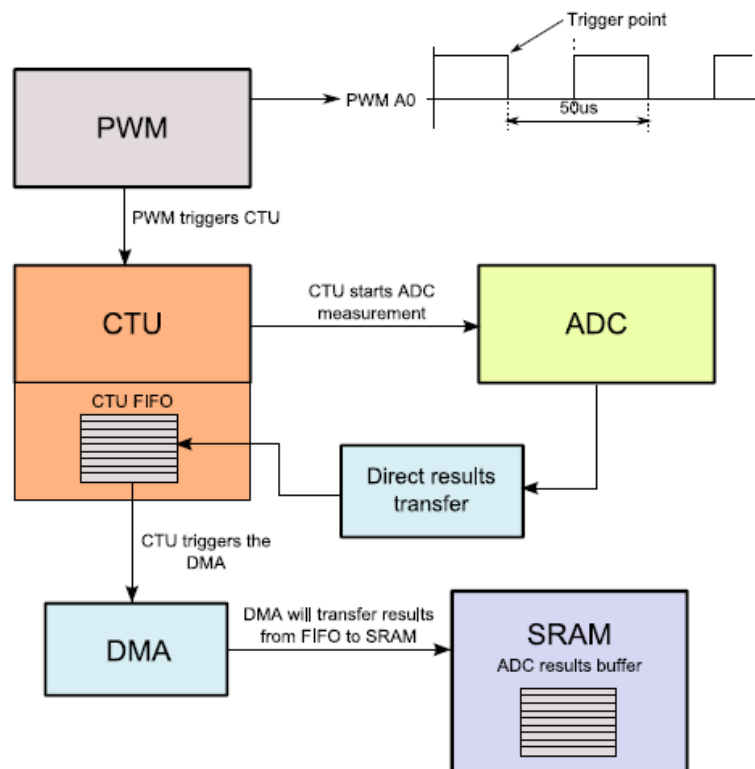 Trigger point
PWM
PWM A0
50us
PWM triggers CTU
CTU
CTU starts ADC
measurement
ADC
CTU FIFO
Direct results
transfer
CTU triggers the
DMA
DMA
DMA will transfer results
from FIFO to SRAM
SRAM
ADC results buffer